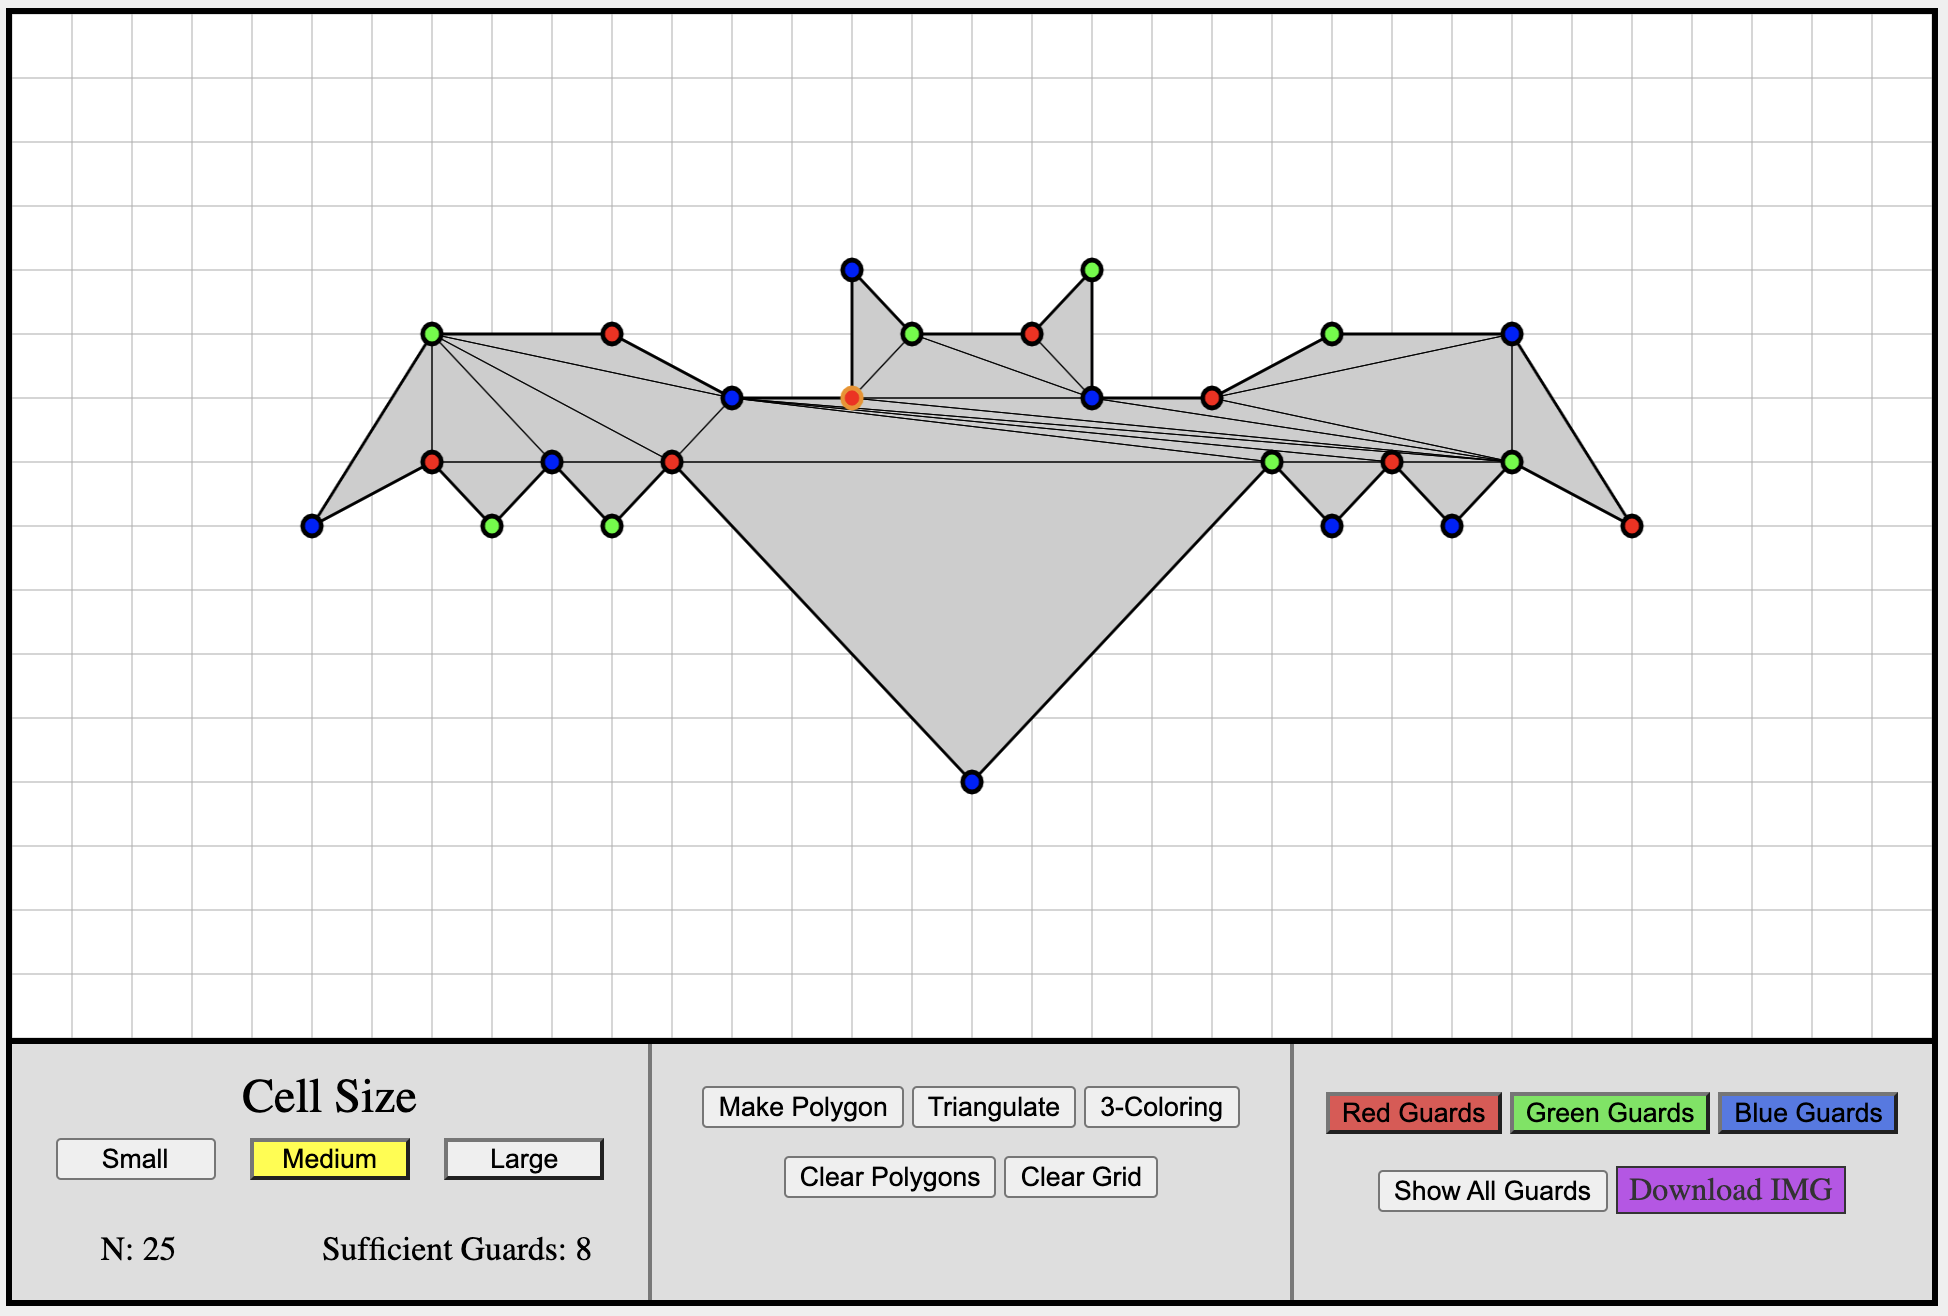 Cell Size
Small Medium Large
N: 25 Sufficient Guards: 8
Make Polygon Triangulate 3-Coloring
Clear Polygons Clear Grid
Red Guards Green Guards Blue Guards
Show All Guards Download IMG